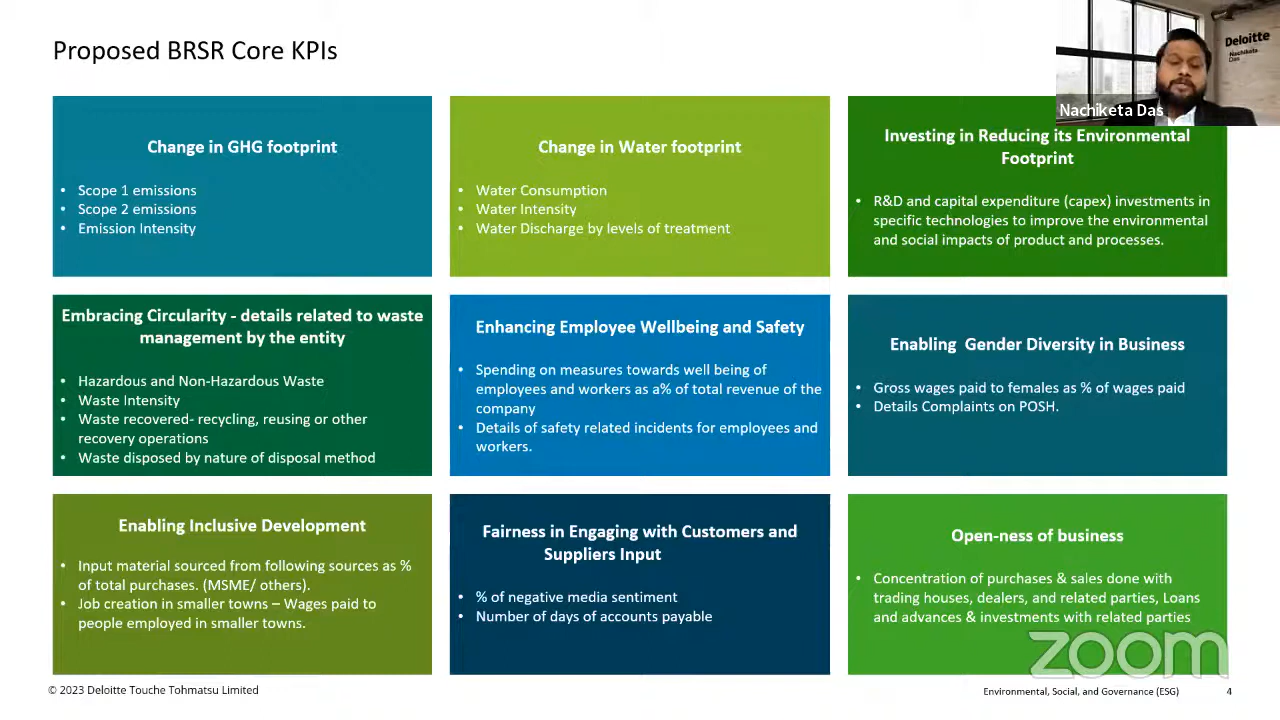 Proposed BRSR Core KPIs
Deloitte
Nachiketa
Das
Nachiketa Das
Change in GHG footprint
• Scope 1 emissions
• Scope 2 emissions
• Emission Intensity
Change in Water footprint
• Water Consumption
• Water Intensity
• Water Discharge by levels of treatment
Investing in Reducing its Environmental
Footprint
• R&D and capital expenditure (capex) investments in
specific technologies to improve the environmental
and social impacts of product and processes.
Embracing Circularity - details related to waste
management by the entity
• Hazardous and Non-Hazardous Waste
• Waste Intensity
• Waste recovered- recycling, reusing or other
recovery operations
• Waste disposed by nature of disposal method
Enhancing Employee Wellbeing and Safety
• Spending on measures towards well being of
employees and workers as a% of total revenue of the
company
• Details of safety related incidents for employees and
workers.
Enabling Gender Diversity in Business
• Gross wages paid to females as % of wages paid
• Details Complaints on POSH.
Enabling Inclusive Development
• Input material sourced from following sources as %
of total purchases. (MSME/ others).
• Job creation in smaller towns – Wages paid to
people employed in smaller towns.
Fairness in Engaging with Customers and
Suppliers Input
• % of negative media sentiment
• Number of days of accounts payable
Open-ness of business
• Concentration of purchases & sales done with
trading houses, dealers, and related parties, Loans
and advances & investments with related parties
zoom
© 2023 Deloitte Touche Tohmatsu Limited
Environmental, Social, and Governance (ESG)
4